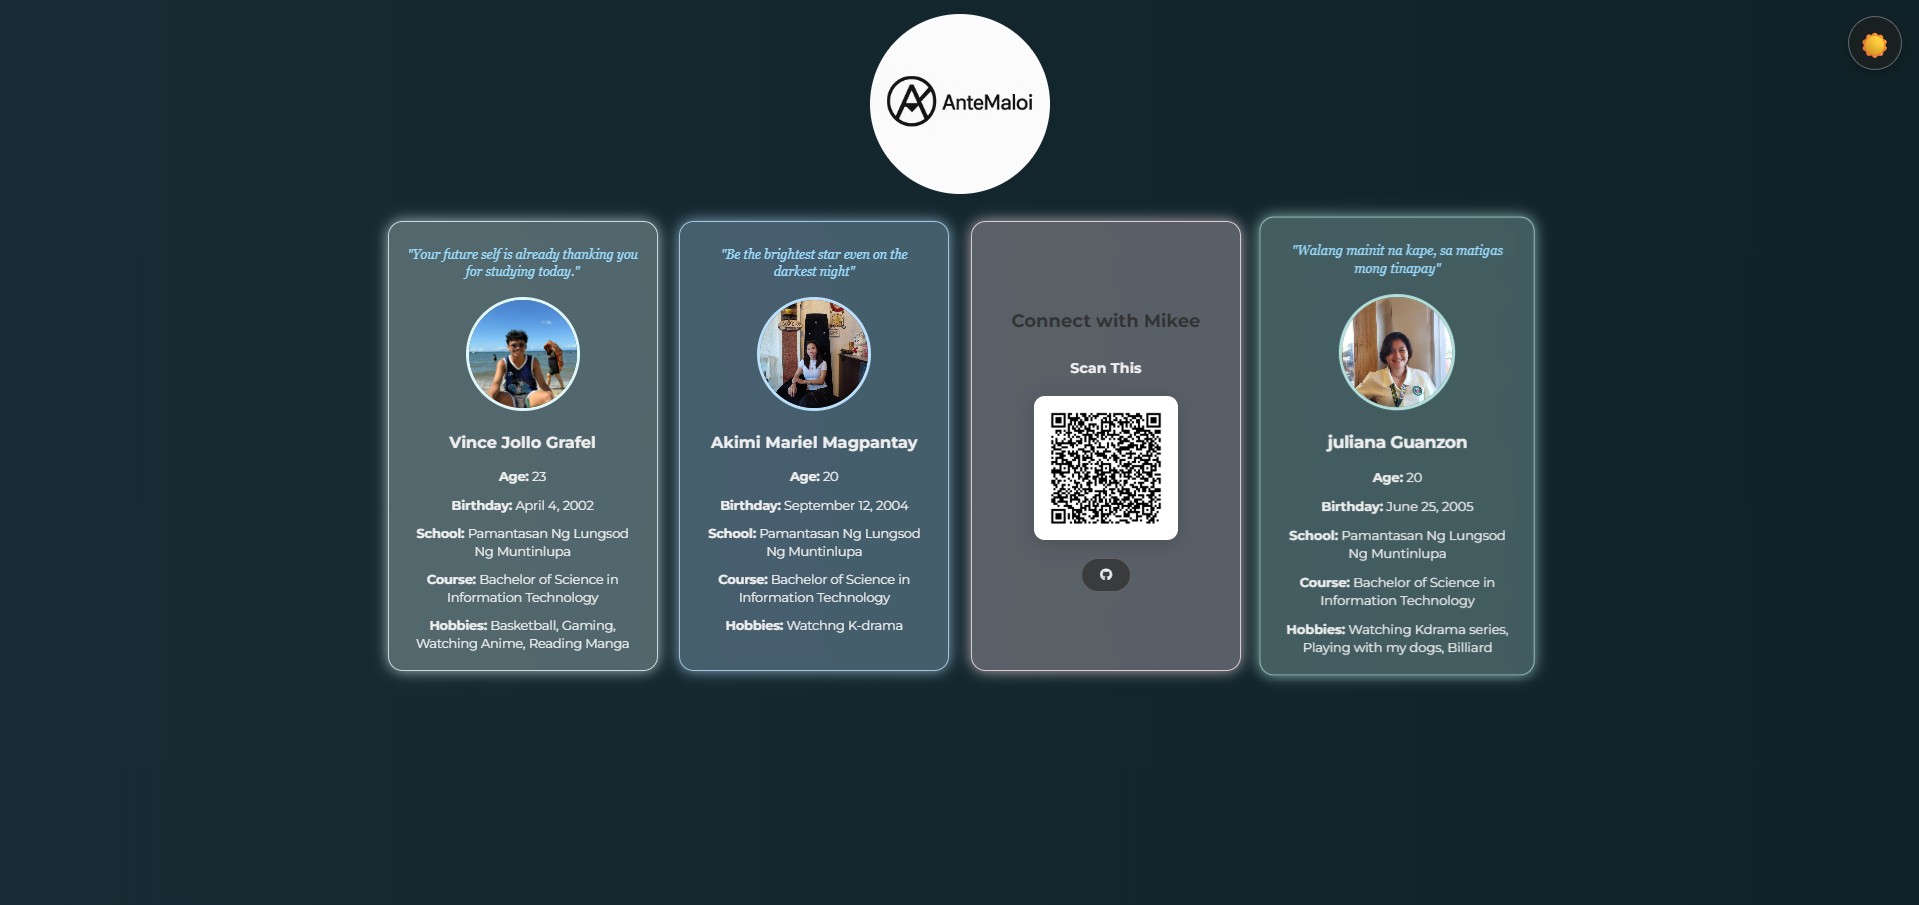 AnteMaloi
"Your future self is already thanking you
for studying today."
Vince Jollo Grafel
Age: 23
Birthday: April 4, 2002
School: Pamantasan Ng Lungsod
Ng Muntinlupa
Course: Bachelor of Science in
Information Technology
Hobbies: Basketball, Gaming,
Watching Anime, Reading Manga
"Be the brightest star even on the
darkest night"
Akimi Mariel Magpantay
Age: 20
Birthday: September 12, 2004
School: Pamantasan Ng Lungsod
Ng Muntinlupa
Course: Bachelor of Science in
Information Technology
Hobbies: Watchng K-drama
Connect with Mikee
Scan This
"Walang mainit na kape, sa matigas
mong tinapay"
juliana Guanzon
Age: 20
Birthday: June 25, 2005
School: Pamantasan Ng Lungsod
Ng Muntinlupa
Course: Bachelor of Science in
Information Technology
Hobbies: Watching Kdrama series,
Playing with my dogs, Billiard